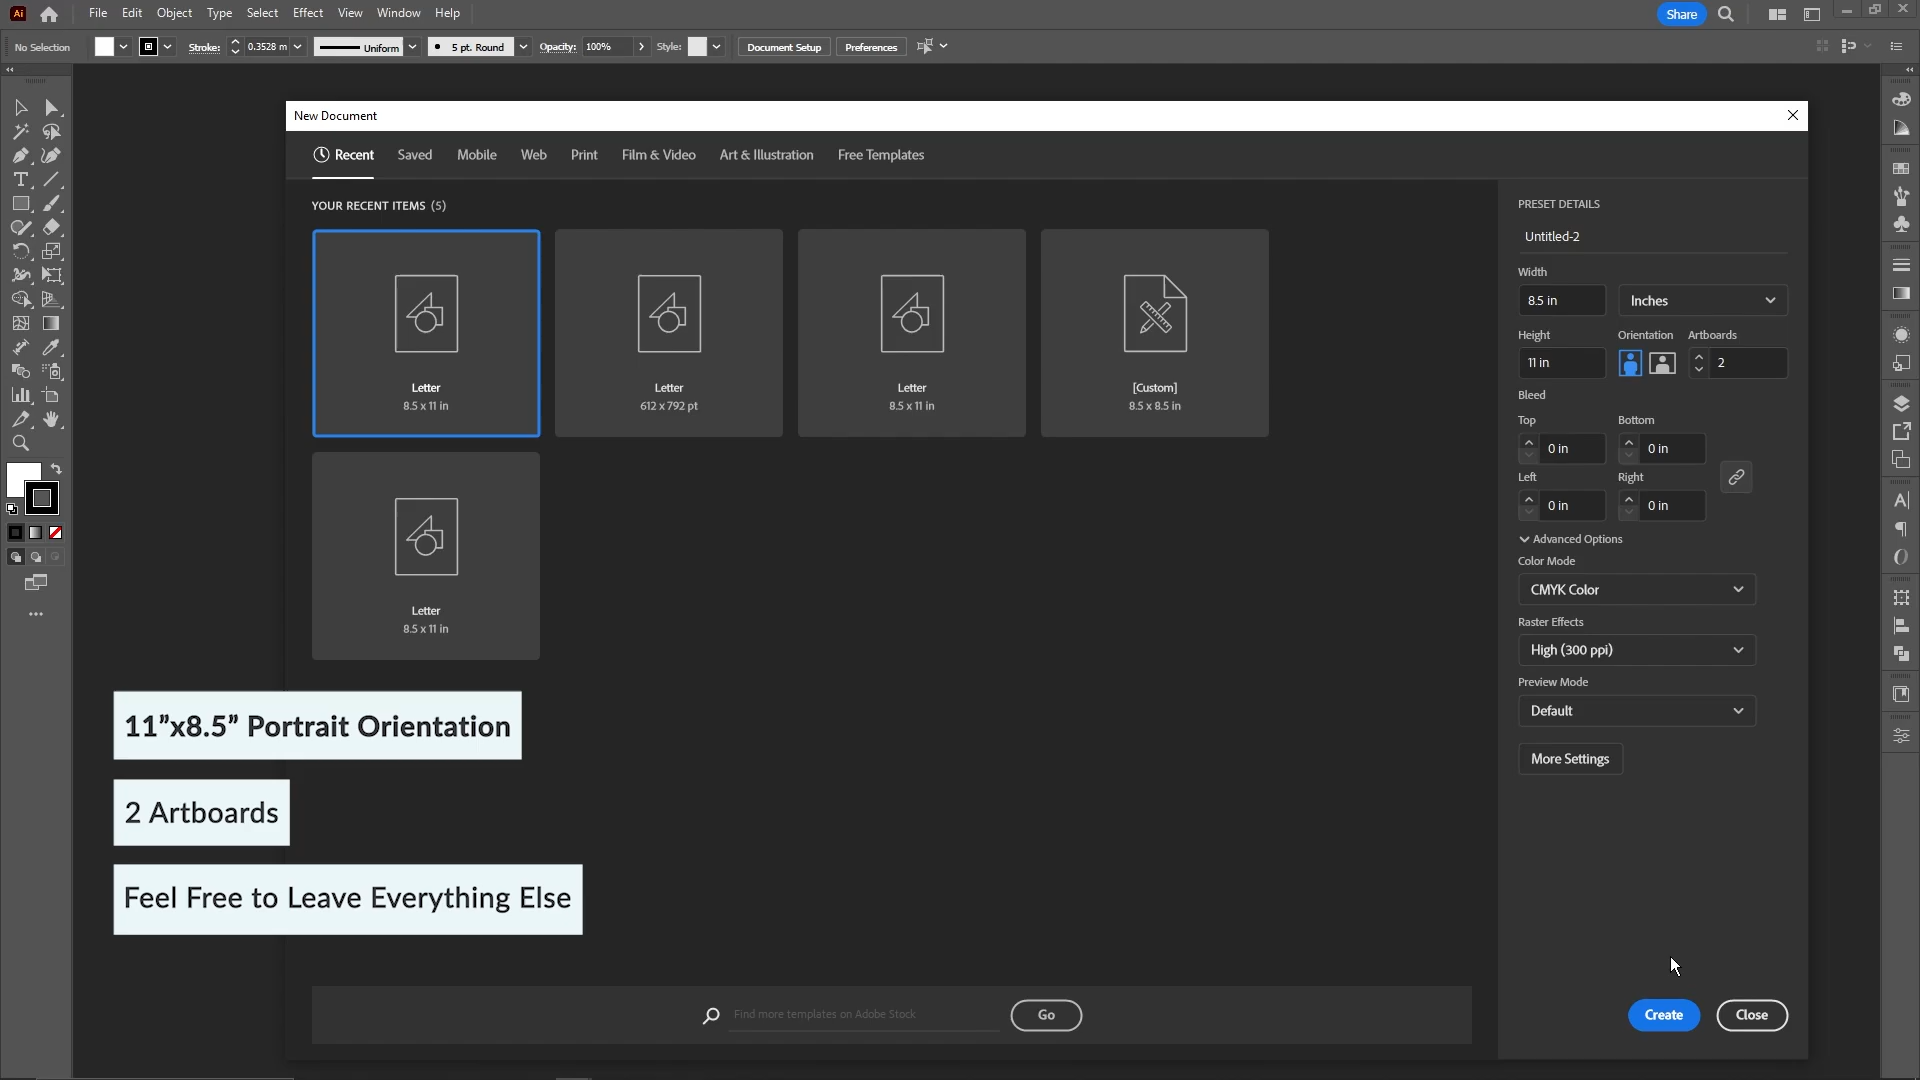 Ai File Edit Object Type Select Effect View Window Help Share
No Selection Stroke: 0.3528 m Uniform 5 pt. Round Opacity: 100% Style: Document Setup Preferences
New Document
Recent Saved Mobile Web Print Film & Video Art & Illustration Free Templates
YOUR RECENT ITEMS (5)
Letter
8.5 x 11 in
Letter
612 x 792 pt
Letter
8.5 x 11 in
[Custom]
8.5 x 8.5 in
Letter
8.5 x 11 in
PRESET DETAILS
Untitled-2
Width
8.5 in Inches
Height Orientation Artboards
11 in 2
Bleed
Top Bottom
0 in 0 in
Left Right
0 in 0 in
Advanced Options
Color Mode
CMYK Color
Raster Effects
High (300 ppi)
Preview Mode
Default
More Settings
11”x8.5” Portrait Orientation
2 Artboards
Feel Free to Leave Everything Else
Find more templates on Adobe Stock Go
Create Close